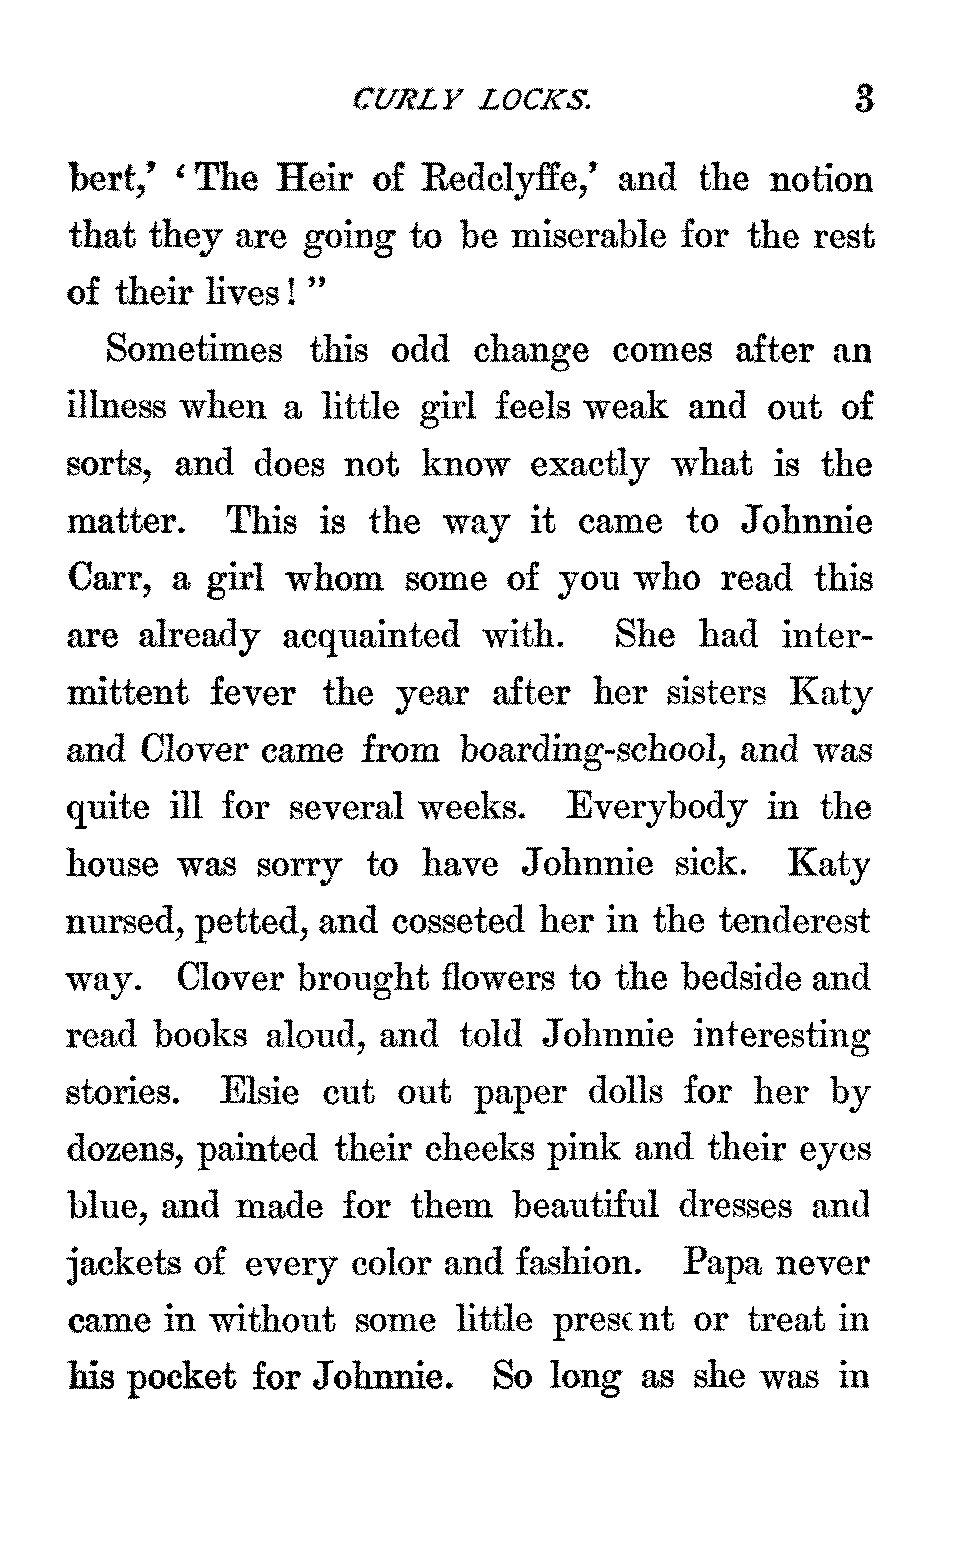 CURLY LOCKS. 3
bert,' 'The Heir of Redclyffe,' and the notion
that they are going to be miserable for the rest
of their lives!"
Sometimes this odd change comes after an
illness when a little girl feels weak and out of
sorts, and does not know exactly what is the
matter. This is the way it came to Johnnie
Carr, a girl whom some of you who read this
are already acquainted with. She had inter-
mittent fever the year after her sisters Katy
and Clover came from boarding-school, and was
quite ill for several weeks. Everybody in the
house was sorry to have Johnnie sick. Katy
nursed, petted, and cosseted her in the tenderest
way. Clover brought flowers to the bedside and
read books aloud, and told Johnnie interesting
stories. Elsie cut out paper dolls for her by
dozens, painted their cheeks pink and their eyes
blue, and made for them beautiful dresses and
jackets of every color and fashion. Papa never
came in without some little present or treat in
his pocket for Johnnie. So long as she was in